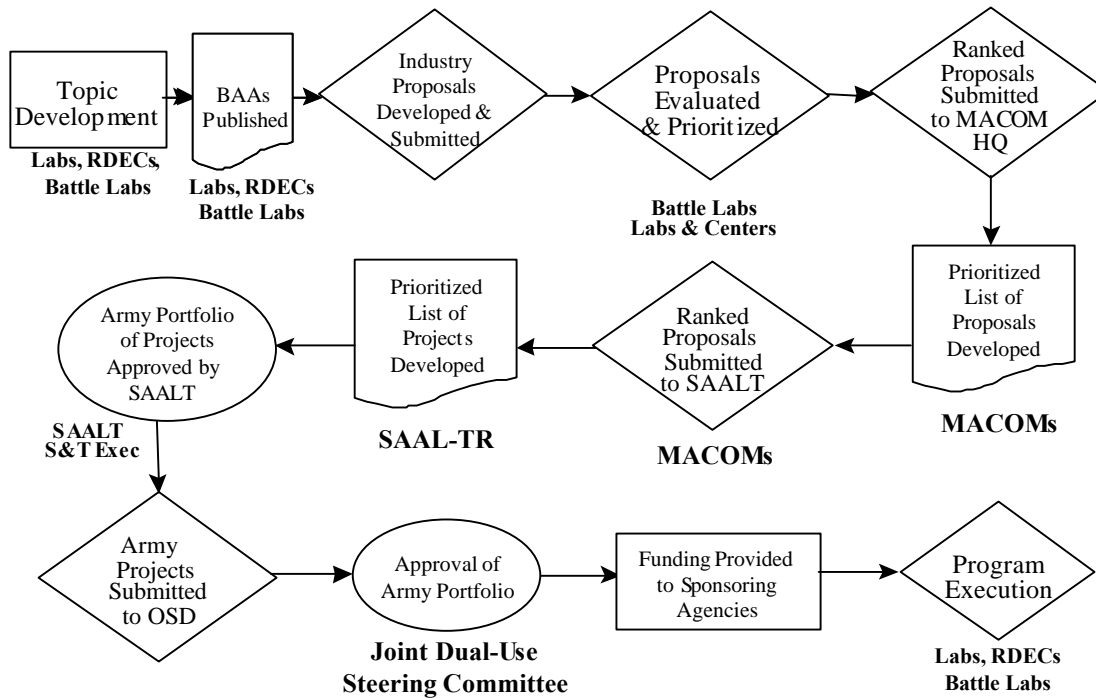 Topic
Development
Labs, RDECs,
Battle Labs
BAAs
Published
Labs, RDECs
Battle Labs
Industry
Proposals
Developed &
Submitted
Proposals
Evaluated
& Prioritized
Battle Labs
Labs & Centers
Ranked
Proposals
Submitted
to MACOM
HQ
Prioritized
List of
Proposals
Developed
MACOMs
Ranked
Proposals
Submitted
to SAALT
MACOMs
Prioritized
List of
Projects
Developed
SAAL-TR
Army Portfolio
of Projects
Approved by
SAALT
SAALT
S&T Exec
Army
Projects
Submitted
to OSD
Approval of
Army Portfolio
Joint Dual-Use
Steering Committee
Funding Provided
to Sponsoring
Agencies
Program
Execution
Labs, RDECs
Battle Labs